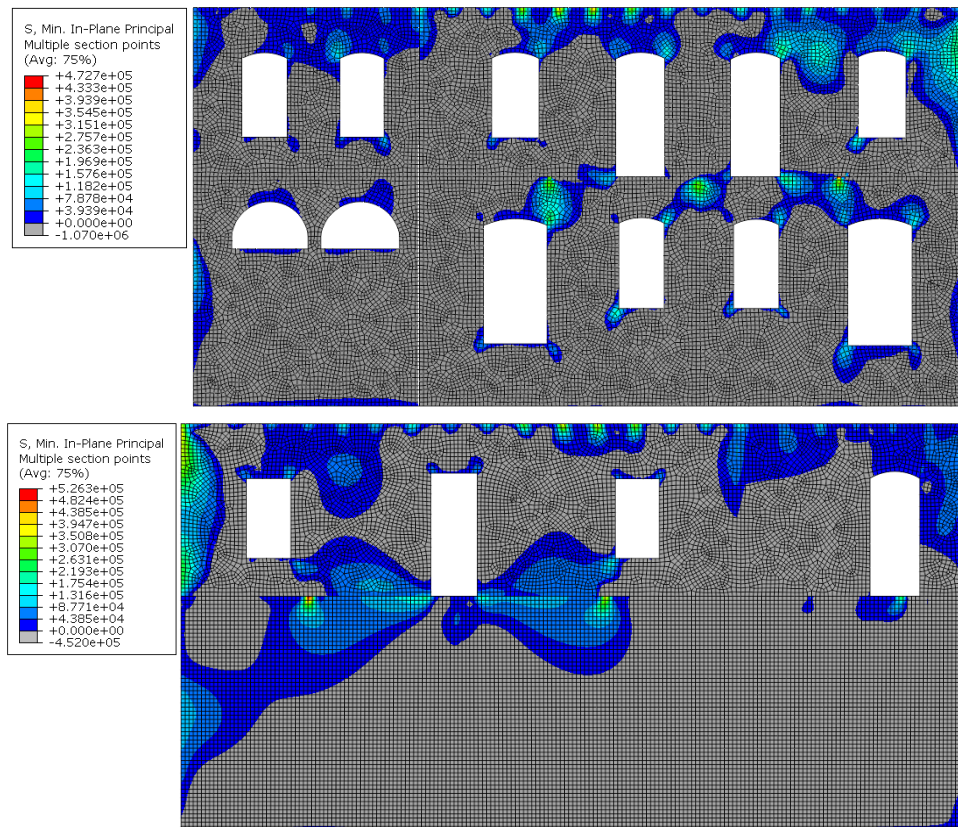 S, Min. In-Plane Principal
Multiple section points
(Avg: 75%)
+4.727e+05
+4.333e+05
+3.939e+05
+3.545e+05
+3.151e+05
+2.757e+05
+2.363e+05
+1.969e+05
+1.576e+05
+1.182e+05
+7.878e+04
+3.939e+04
+0.000e+00
-1.070e+06
S, Min. In-Plane Principal
Multiple section points
(Avg: 75%)
+5.263e+05
+4.824e+05
+4.385e+05
+3.947e+05
+3.508e+05
+3.070e+05
+2.631e+05
+2.193e+05
+1.754e+05
+1.316e+05
+8.771e+04
+4.385e+04
+0.000e+00
-4.520e+05